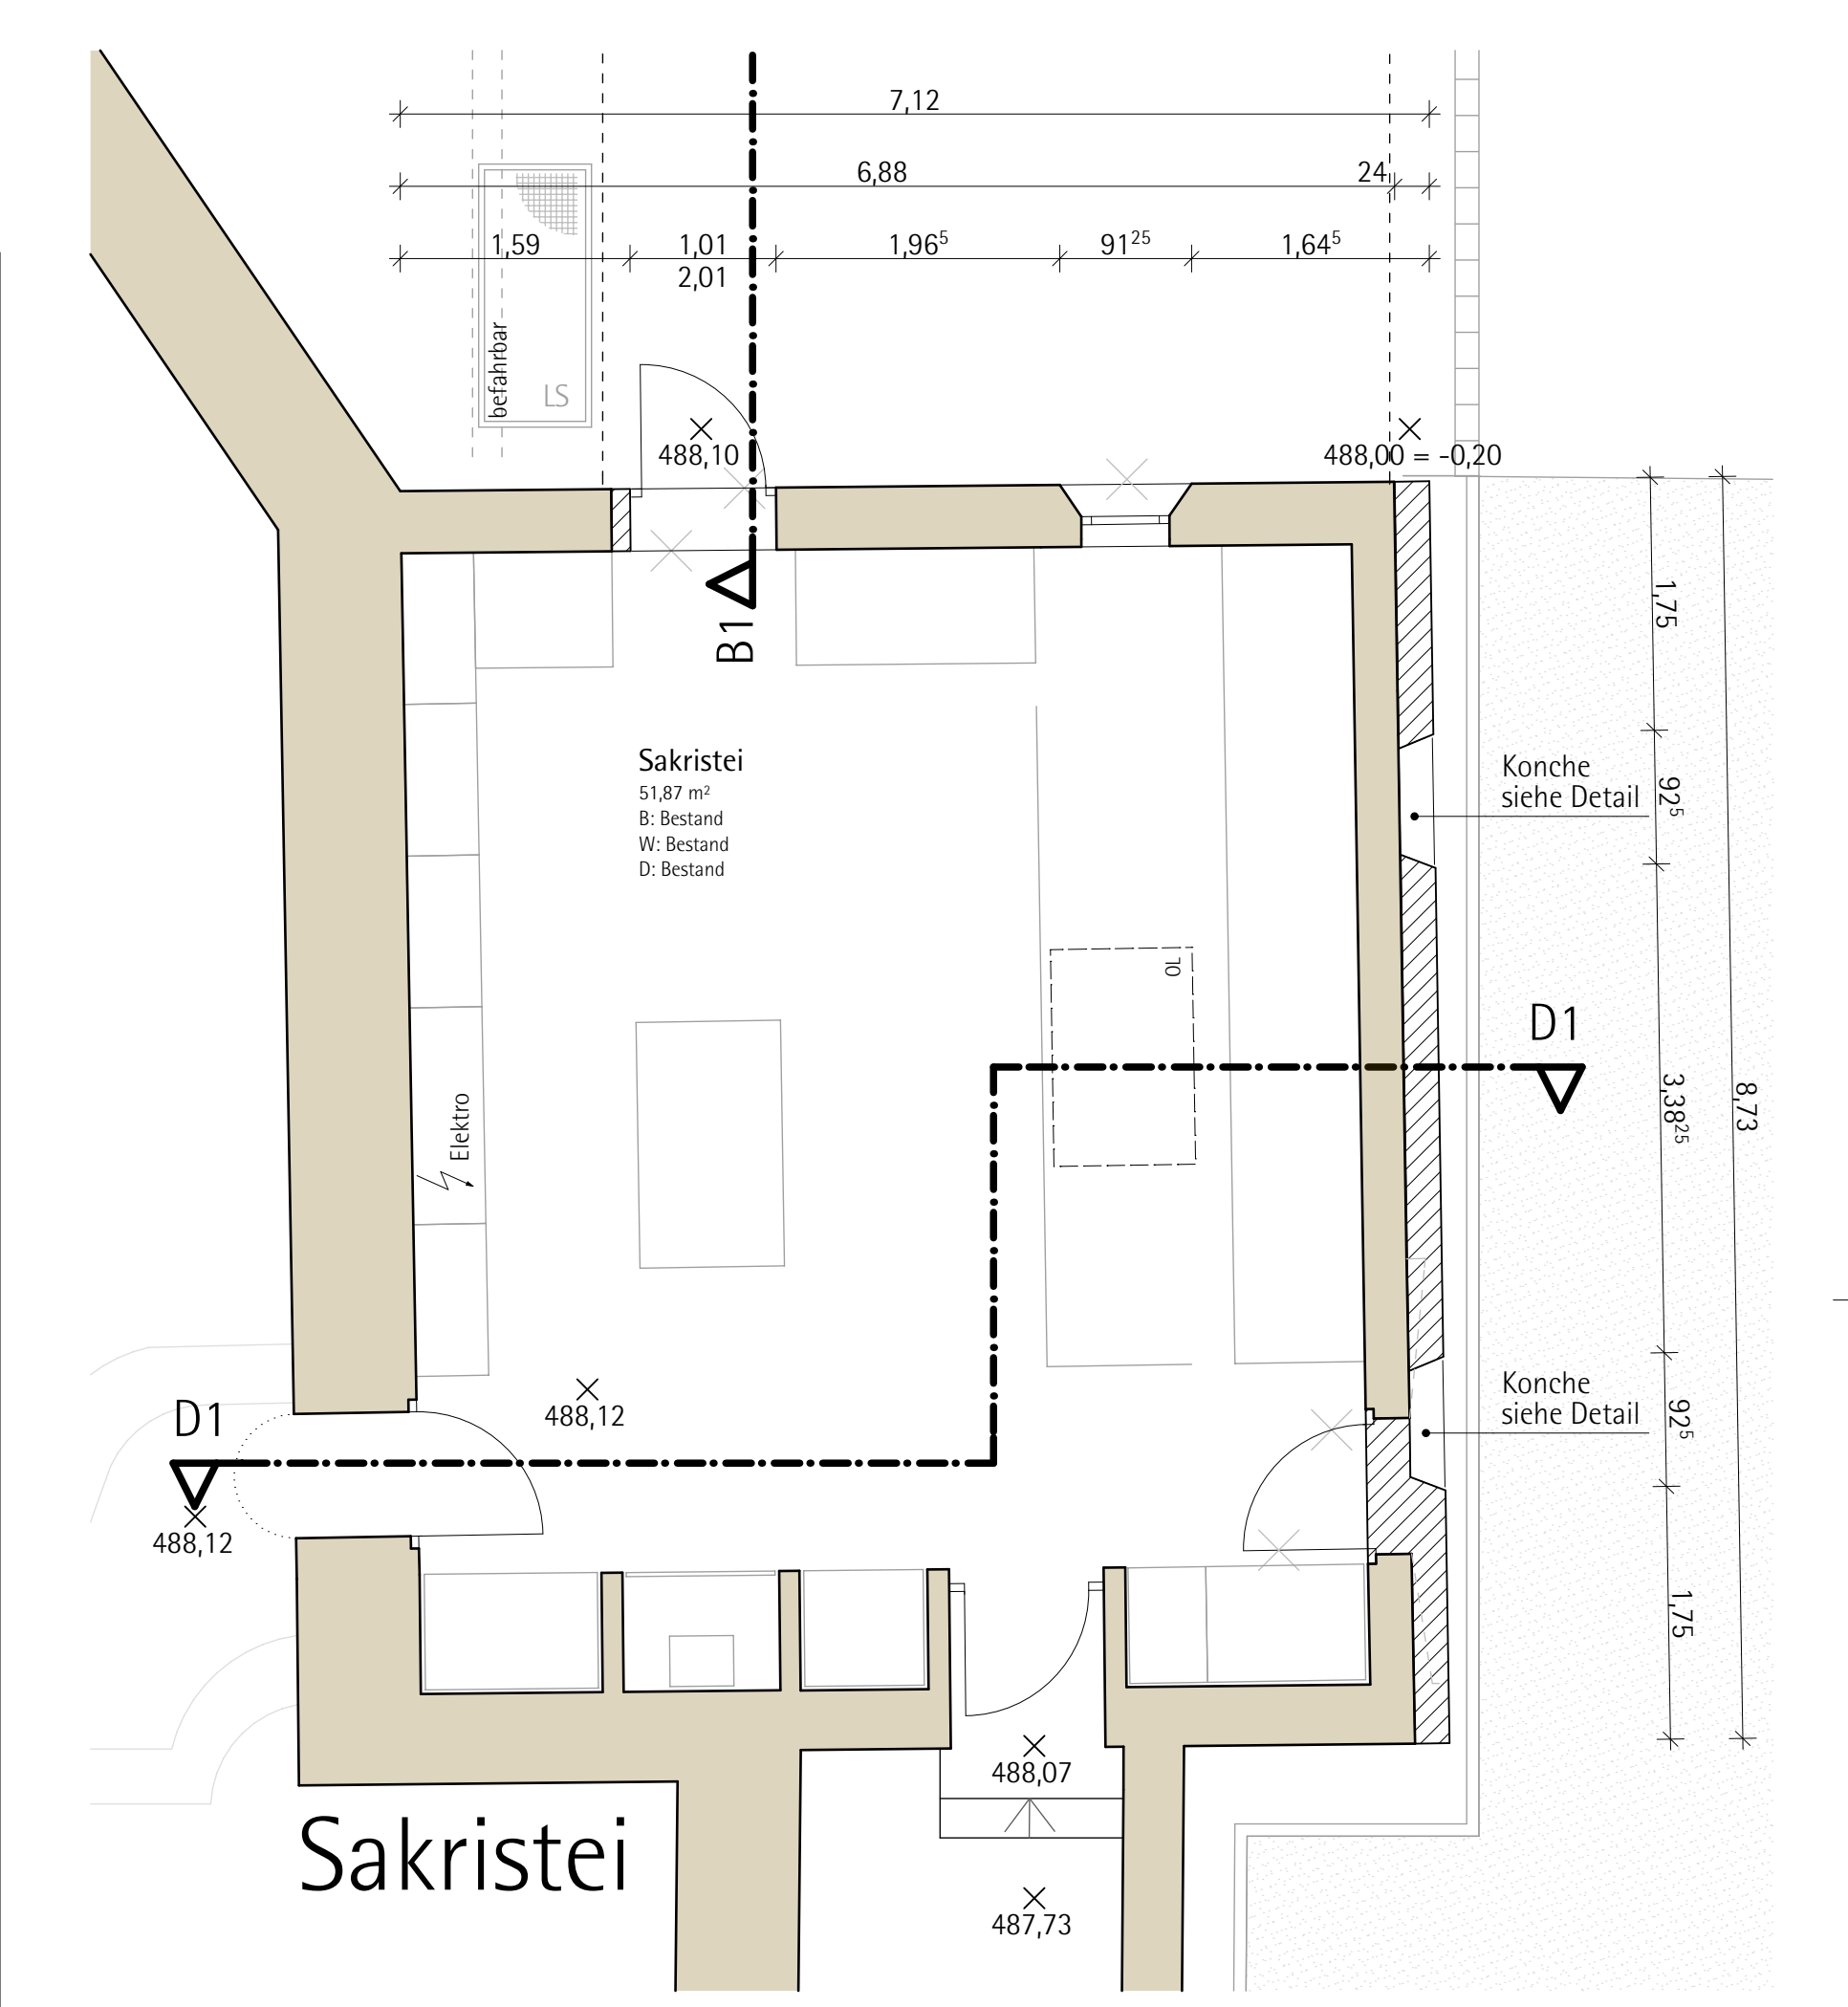 7,12
6,88
24
1,59
1,01
1,96⁵
91²⁵
1,64⁵
2,01
befahrbar
LS
488,10
488,00 = -0,20
B1
1,75
Sakristei
51,87 m²
B: Bestand
W: Bestand
D: Bestand
Konche
siehe Detail
92⁵
OL
D1
3,38²⁵
8,73
Elektro
Konche
siehe Detail
92⁵
488,12
D1
488,12
1,75
488,07
Sakristei
487,73